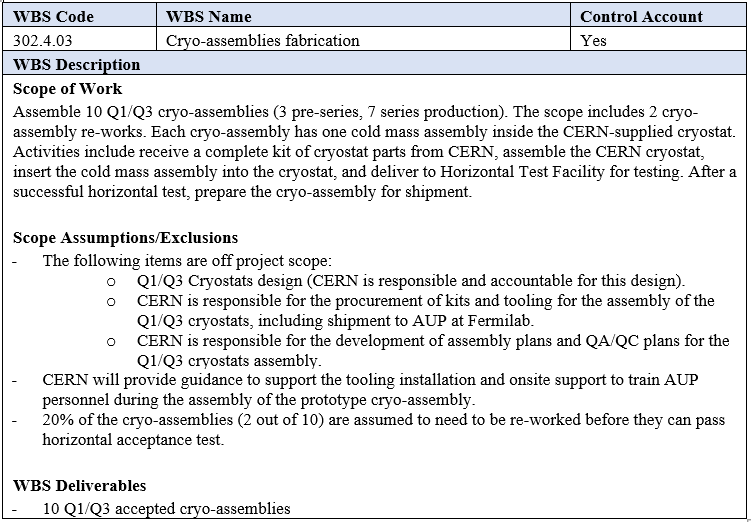 WBS Code WBS Name Control Account
302.4.03 Cryo-assemblies fabrication Yes
WBS Description
Scope of Work
Assemble 10 Q1/Q3 cryo-assemblies (3 pre-series, 7 series production). The scope includes 2 cryo-
assembly re-works. Each cryo-assembly has one cold mass assembly inside the CERN-supplied cryostat.
Activities include receive a complete kit of cryostat parts from CERN, assemble the CERN cryostat,
insert the cold mass assembly into the cryostat, and deliver to Horizontal Test Facility for testing. After a
successful horizontal test, prepare the cryo-assembly for shipment.
Scope Assumptions/Exclusions
- The following items are off project scope:
o Q1/Q3 Cryostats design (CERN is responsible and accountable for this design).
o CERN is responsible for the procurement of kits and tooling for the assembly of the
Q1/Q3 cryostats, including shipment to AUP at Fermilab.
o CERN is responsible for the development of assembly plans and QA/QC plans for the
Q1/Q3 cryostats assembly.
- CERN will provide guidance to support the tooling installation and onsite support to train AUP
personnel during the assembly of the prototype cryo-assembly.
- 20% of the cryo-assemblies (2 out of 10) are assumed to need to be re-worked before they can pass
horizontal acceptance test.
WBS Deliverables
- 10 Q1/Q3 accepted cryo-assemblies